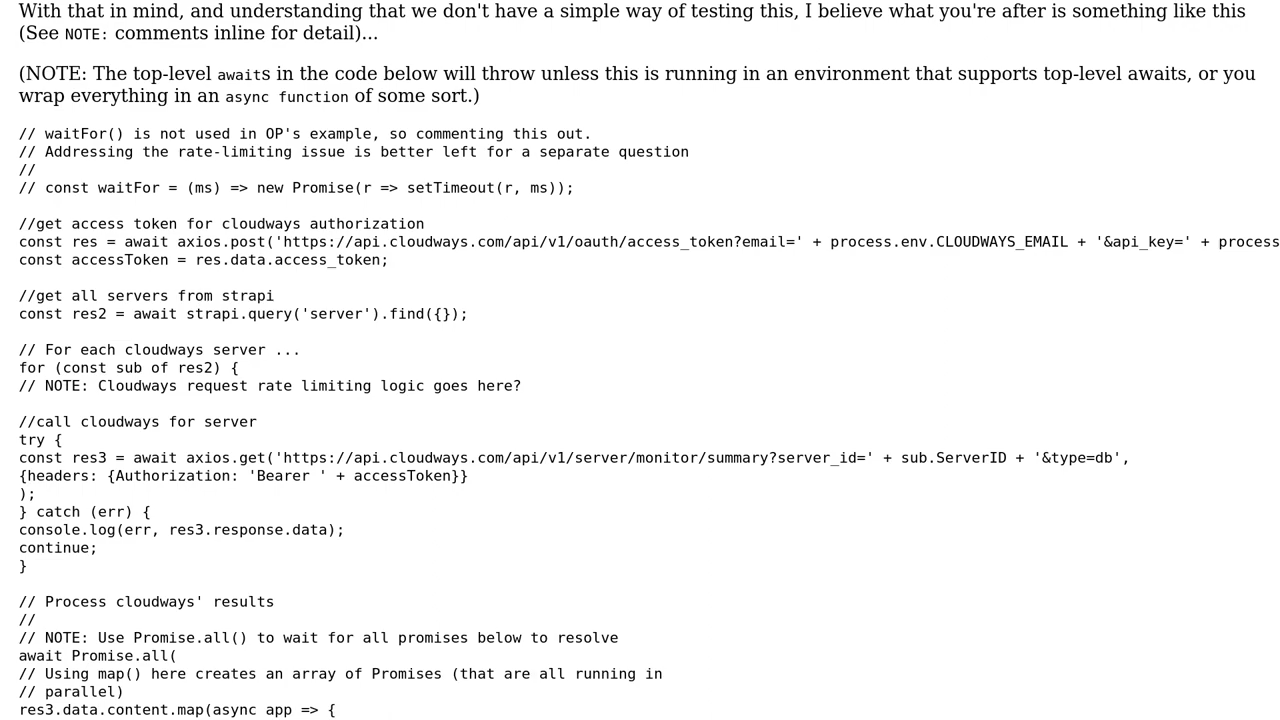 With that in mind, and understanding that we don't have a simple way of testing this, I believe what you're after is something like this
(See NOTE: comments inline for detail)...
(NOTE: The top-level awaits in the code below will throw unless this is running in an environment that supports top-level awaits, or you
wrap everything in an async function of some sort.)
// waitFor() is not used in OP's example, so commenting this out.
// Addressing the rate-limiting issue is better left for a separate question
//
// const waitFor = (ms) => new Promise(r => setTimeout(r, ms));
//get access token for cloudways authorization
const res = await axios.post('https://api.cloudways.com/api/v1/oauth/access_token?email=' + process.env.CLOUDWAYS_EMAIL + '&api_key=' + process
const accessToken = res.data.access_token;
//get all servers from strapi
const res2 = await strapi.query('server').find({});
// For each cloudways server ...
for (const sub of res2) {
// NOTE: Cloudways request rate limiting logic goes here?
//call cloudways for server
try {
const res3 = await axios.get('https://api.cloudways.com/api/v1/server/monitor/summary?server_id=' + sub.ServerID + '&type=db',
{headers: {Authorization: 'Bearer ' + accessToken}}
);
} catch (err) {
console.log(err, res3.response.data);
continue;
}
// Process cloudways' results
//
// NOTE: Use Promise.all() to wait for all promises below to resolve
await Promise.all(
// Using map() here creates an array of Promises (that are all running in
// parallel)
res3.data.content.map(async app => {